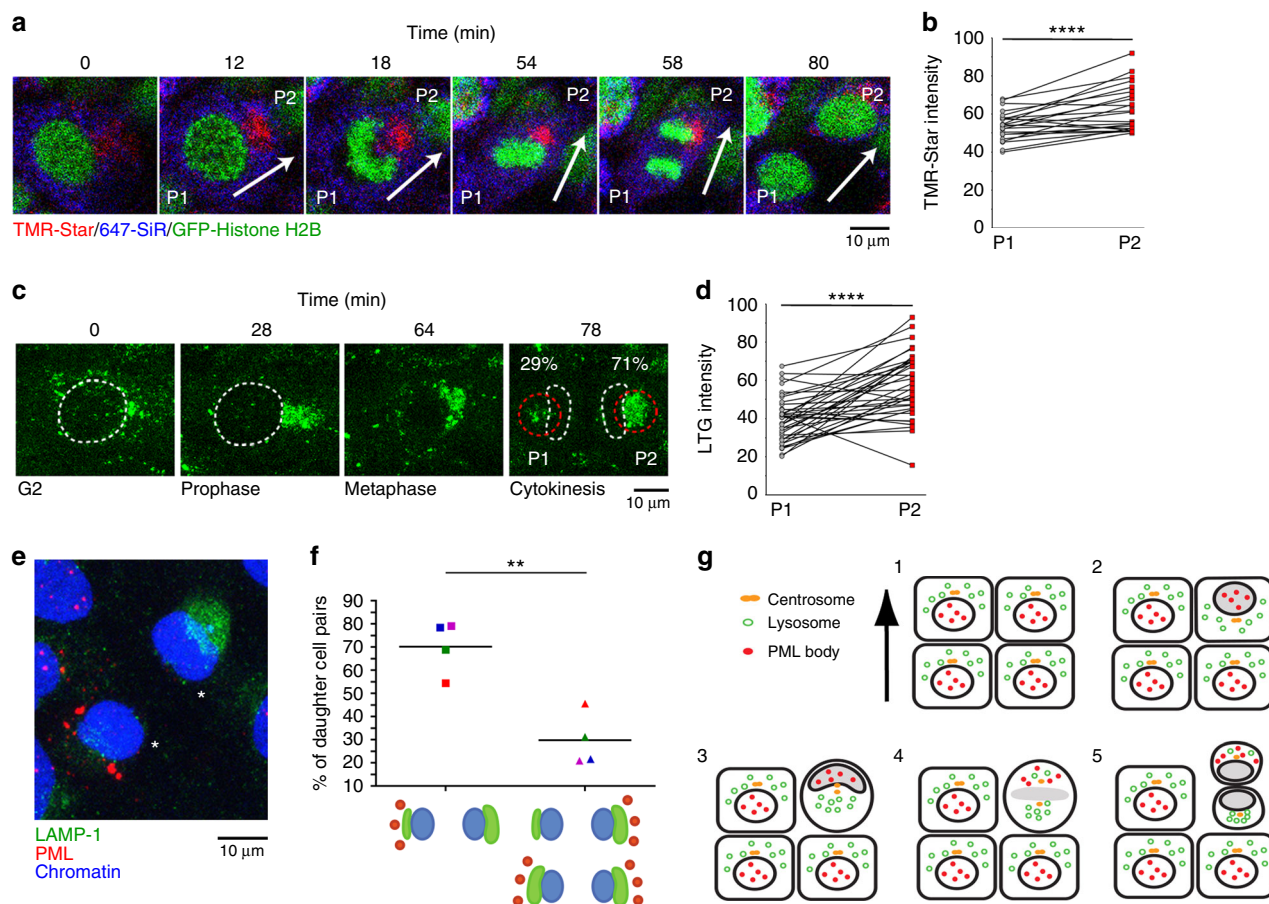 a
Time (min)
0 12 18 54 58 80
P2 P2 P2 P2 P2
P1 P1 P1 P1 P1
TMR-Star/647-SiR/GFP-Histone H2B
10 μm
b
****
TMR-Star intensity
100
80
60
40
20
0
P1 P2
c
Time (min)
0 28 64 78
29% 71%
P1 P2
G2 Prophase Metaphase Cytokinesis
10 μm
d
****
LTG intensity
100
80
60
40
20
0
P1 P2
e
*
*
LAMP-1
PML
Chromatin
10 μm
f
**
% of daughter cell pairs
90
80
70
60
50
40
30
20
10
g
Centrosome
Lysosome
PML body
1 2
3 4 5